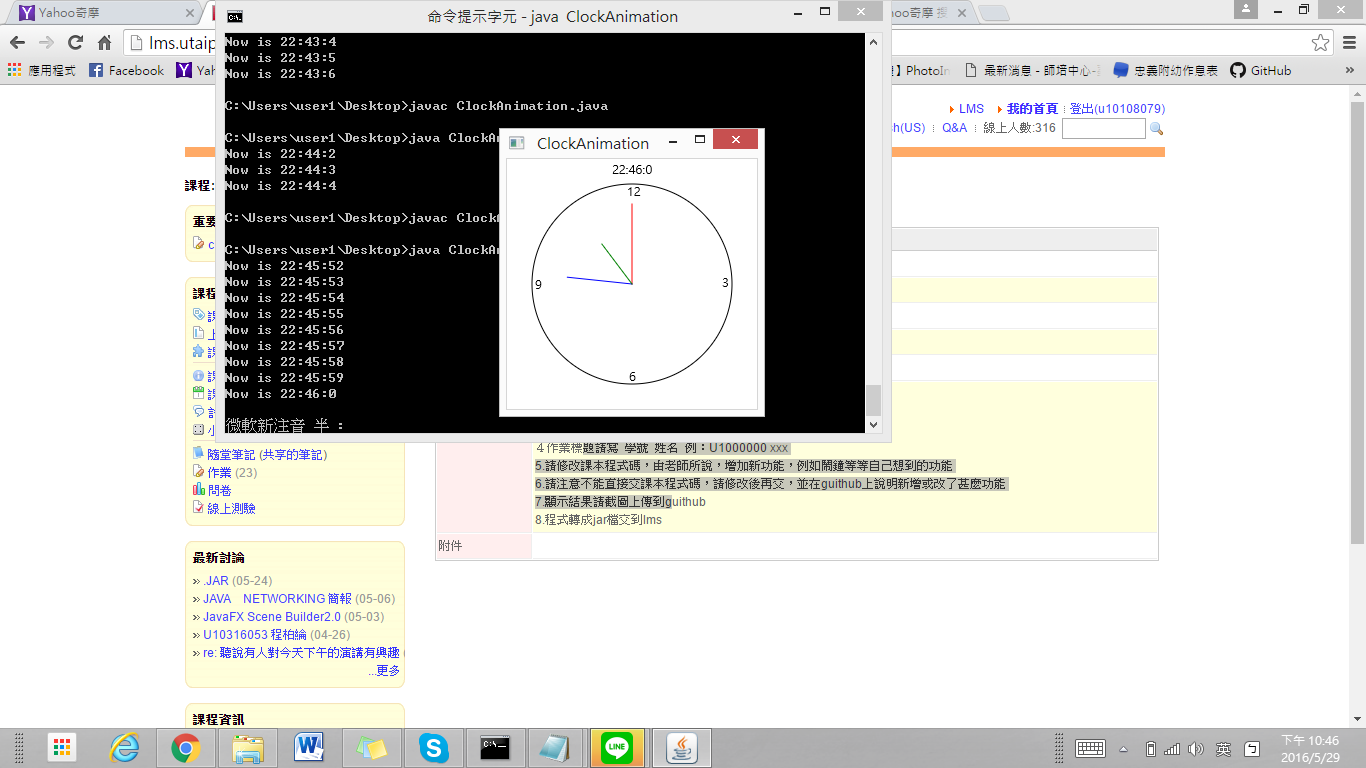 Yahoo奇摩
命令提示字元 - java ClockAnimation
hoo奇摩
lms.utaip
應用程式
Facebook
Yah
】PhotoIn
最新消息 - 師培中心-
忠義附幼作息表
GitHub
»
Now is 22:43:4
Now is 22:43:5
Now is 22:43:6
C:\Users\user1\Desktop>javac ClockAnimation.java
C:\Users\user1\Desktop>java ClockAn
Now is 22:44:2
Now is 22:44:3
Now is 22:44:4
C:\Users\user1\Desktop>javac Clock
C:\Users\user1\Desktop>java ClockAn
Now is 22:45:52
Now is 22:45:53
Now is 22:45:54
Now is 22:45:55
Now is 22:45:56
Now is 22:45:57
Now is 22:45:58
Now is 22:45:59
Now is 22:46:0
微軟新注音 半 :
ClockAnimation
22:46:0
12
9
3
6
LMS
我的首頁
登出(u10108079)
h(US)
Q&A
線上人數:316
課程:
重要
c
課程
隨堂筆記 (共享的筆記)
作業 (23)
問卷
線上測驗
最新討論
» .JAR (05-24)
» JAVA NETWORKING 簡報 (05-06)
» JavaFX Scene Builder2.0 (05-03)
» U10316053 程柏綸 (04-26)
» re: 聽說有人對今天下午的演講有興趣
...更多
課程資訊
4 作業標題請寫 學號 姓名 例：U1000000 xxx
5.請修改課本程式碼，由老師所說，增加新功能，例如鬧鐘等等自己想到的功能
6.請注意不能直接交課本程式碼，請修改後再交，並在guithub上說明新增或改了甚麼功能
7.顯示結果請截圖上傳到guithub
8.程式轉成jar檔交到lms
附件
LINE
英
下午 10:46
2016/5/29